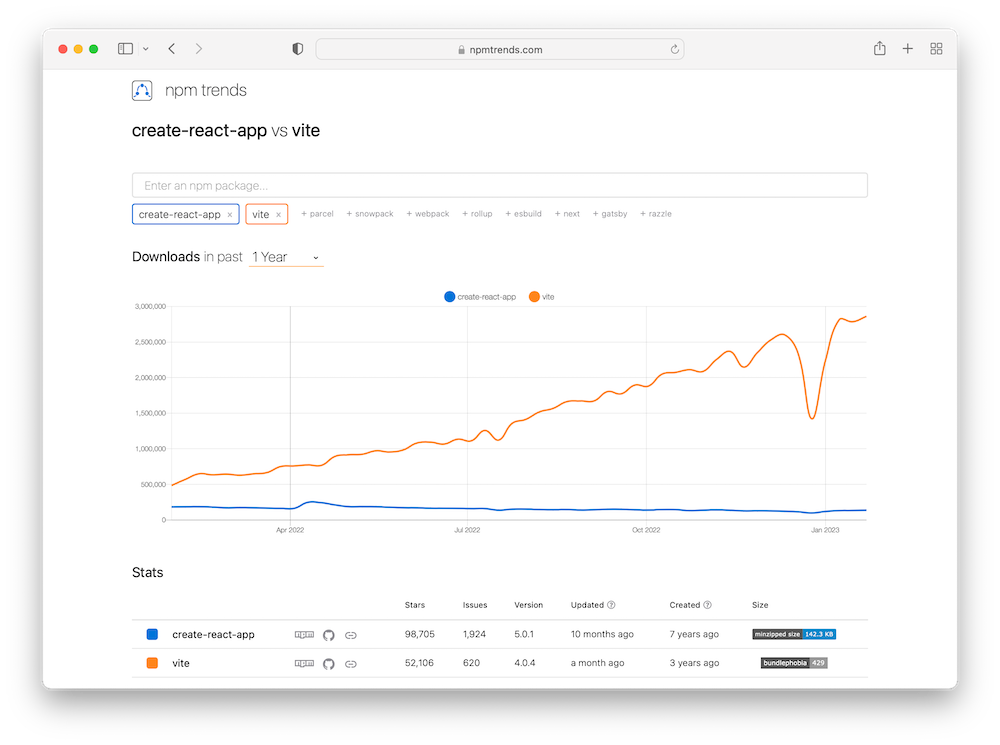 npmtrends.com
npm trends
create-react-app vs vite
Enter an npm package...
create-react-app × vite × + parcel + snowpack + webpack + rollup + esbuild + next + gatsby + razzle
Downloads in past 1 Year
create-react-app vite
3,000,000
2,500,000
2,000,000
1,500,000
1,000,000
500,000
0
Apr 2022 Jul 2022 Oct 2022 Jan 2023
Stats
Stars Issues Version Updated ? Created ? Size
create-react-app npm 98,705 1,924 5.0.1 10 months ago 7 years ago minzipped size 142.3 KB
vite npm 52,106 620 4.0.4 a month ago 3 years ago bundlephobia 429